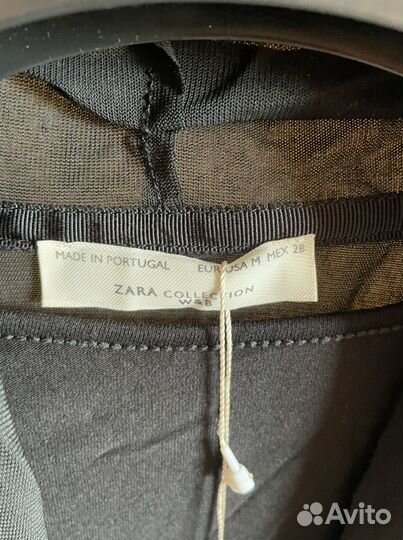 MADE IN PORTUGAL EUR USA M MEX 28
ZARA COLLECTION
W&B
Avito